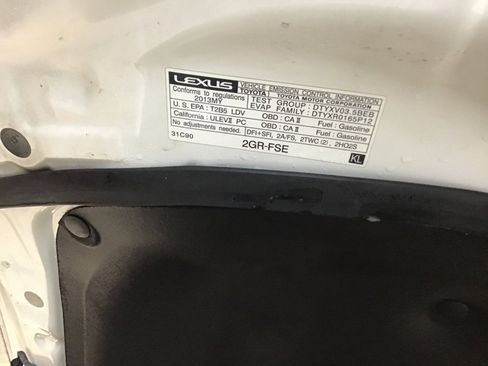 LEXUS VEHICLE EMISSION CONTROL INFORMATION
TOYOTA TOYOTA MOTOR CORPORATION
Conforms to regulations
2013MY
TEST GROUP : DTYXV03.5BEB
EVAP FAMILY : DTYXR0165P12
U. S. EPA : T2B5 LDV OBD : CA II Fuel : Gasoline
California : ULEV II PC OBD : CA II Fuel : Gasoline
No adjustments needed. DFI+SFI, 2A/FS, 2TWC (2), 2HO2S
31C90
2GR-FSE
KL